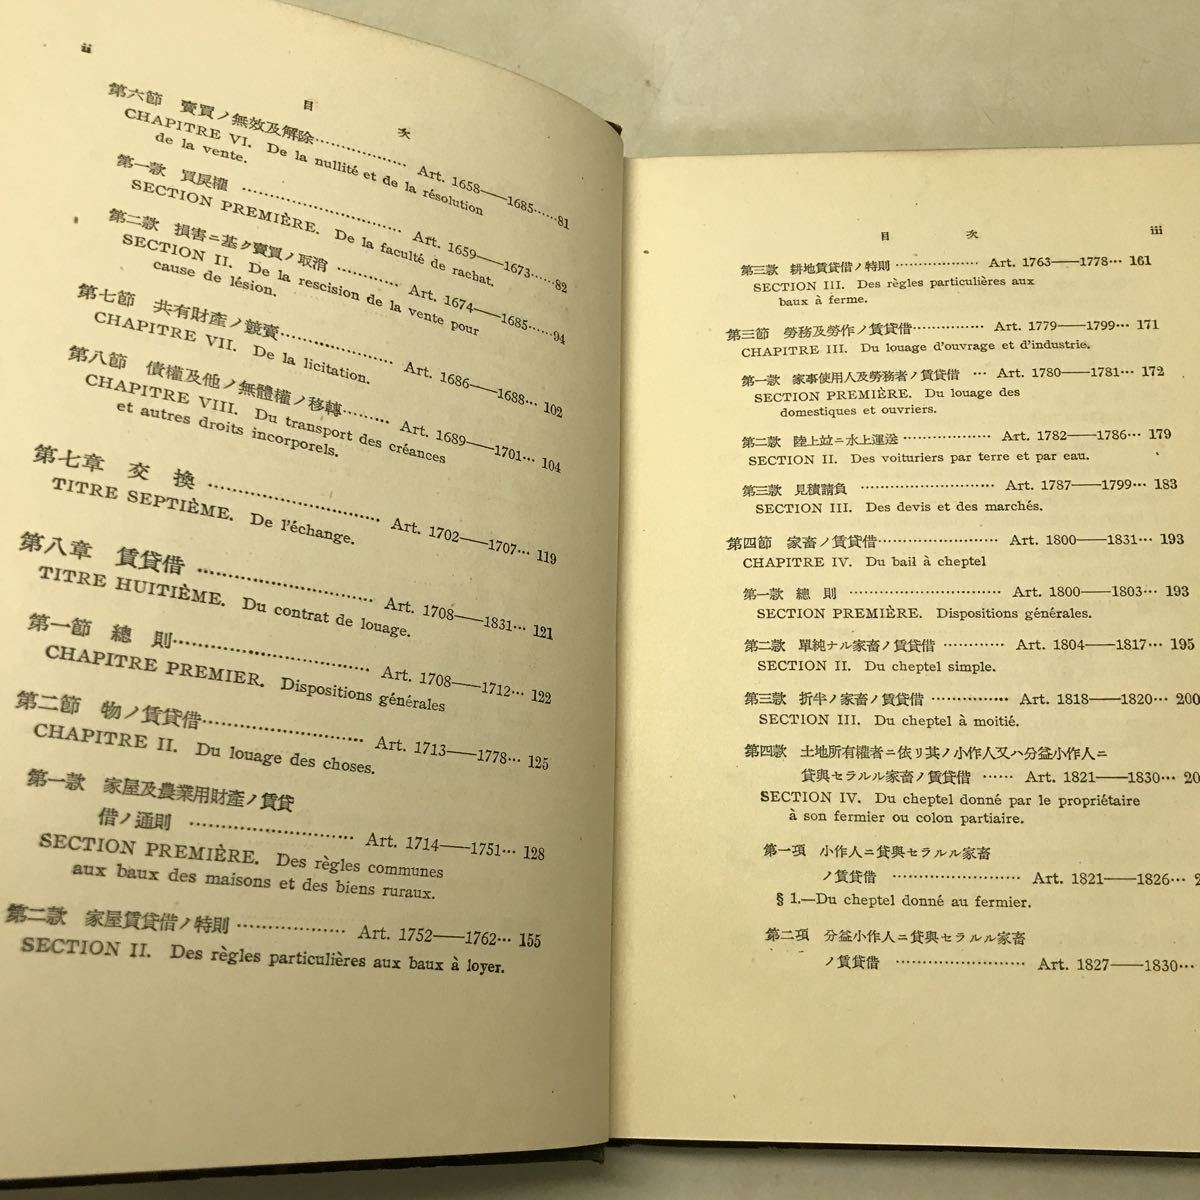 ii
目 次
第六節 賣買ノ無效及解除 Art. 1658——1685……81
CHAPITRE VI. De la nullité et de la résolution
de la vente.
第一款 買戾權 Art. 1659——1673……82
SECTION PREMIÈRE. De la faculté de rachat.
第二款 損害ニ基ク賣買ノ取消 Art. 1674——1685……94
SECTION II. De la rescision de la vente pour
cause de lésion.
第七節 共有財產ノ競賣 Art. 1686——1688… 102
CHAPITRE VII. De la licitation.
第八節 債權及他ノ無體權ノ移轉 Art. 1689——1701… 104
CHAPITRE VIII. Du transport des créances
et autres droits incorporels.
第七章 交換 Art. 1702——1707… 119
TITRE SEPTIÈME. De l'échange.
第八章 賃貸借 Art. 1708——1831… 121
TITRE HUITIÈME. Du contrat de louage.
第一節 總則 Art. 1708——1712… 122
CHAPITRE PREMIER. Dispositions générales
第二節 物ノ賃貸借 Art. 1713——1778… 125
CHAPITRE II. Du louage des choses.
第一款 家屋及農業用財產ノ賃貸
借ノ通則 Art. 1714——1751… 128
SECTION PREMIÈRE. Des règles communes
aux baux des maisons et des biens ruraux.
第二款 家屋賃貸借ノ特則 Art. 1752——1762… 155
SECTION II. Des règles particulières aux baux à loyer.
目 次 iii
第三款 耕地賃貸借ノ特則 Art. 1763——1778… 161
SECTION III. Des règles particulières aux
baux à ferme.
第三節 勞務及勞作ノ賃貸借 Art. 1779——1799… 171
CHAPITRE III. Du louage d'ouvrage et d'industrie.
第一款 家事使用人及勞務者ノ賃貸借 … Art. 1780——1781… 172
SECTION PREMIÈRE. Du louage des
domestiques et ouvriers.
第二款 陸上竝ニ水上運送 Art. 1782——1786… 179
SECTION II. Des voituriers par terre et par eau.
第三款 見積請負 Art. 1787——1799… 183
SECTION III. Des devis et des marchés.
第四節 家畜ノ賃貸借 Art. 1800——1831… 193
CHAPITRE IV. Du bail à cheptel
第一款 總則 Art. 1800——1803… 193
SECTION PREMIÈRE. Dispositions générales.
第二款 單純ナル家畜ノ賃貸借 Art. 1804——1817… 195
SECTION II. Du cheptel simple.
第三款 折半ノ家畜ノ賃貸借 Art. 1818——1820… 200
SECTION III. Du cheptel à moitié.
第四款 土地所有權者ニ依リ其ノ小作人又ハ分益小作人ニ
貸與セラルル家畜ノ賃貸借 …… Art. 1821——1830…
SECTION IV. Du cheptel donné par le propriétaire
à son fermier ou colon partiaire.
第一項 小作人ニ貸與セラルル家畜
ノ賃貸借 Art. 1821——1826…
§ 1.—Du cheptel donné au fermier.
第二項 分益小作人ニ貸與セラルル家畜
ノ賃貸借 Art. 1827——1830…